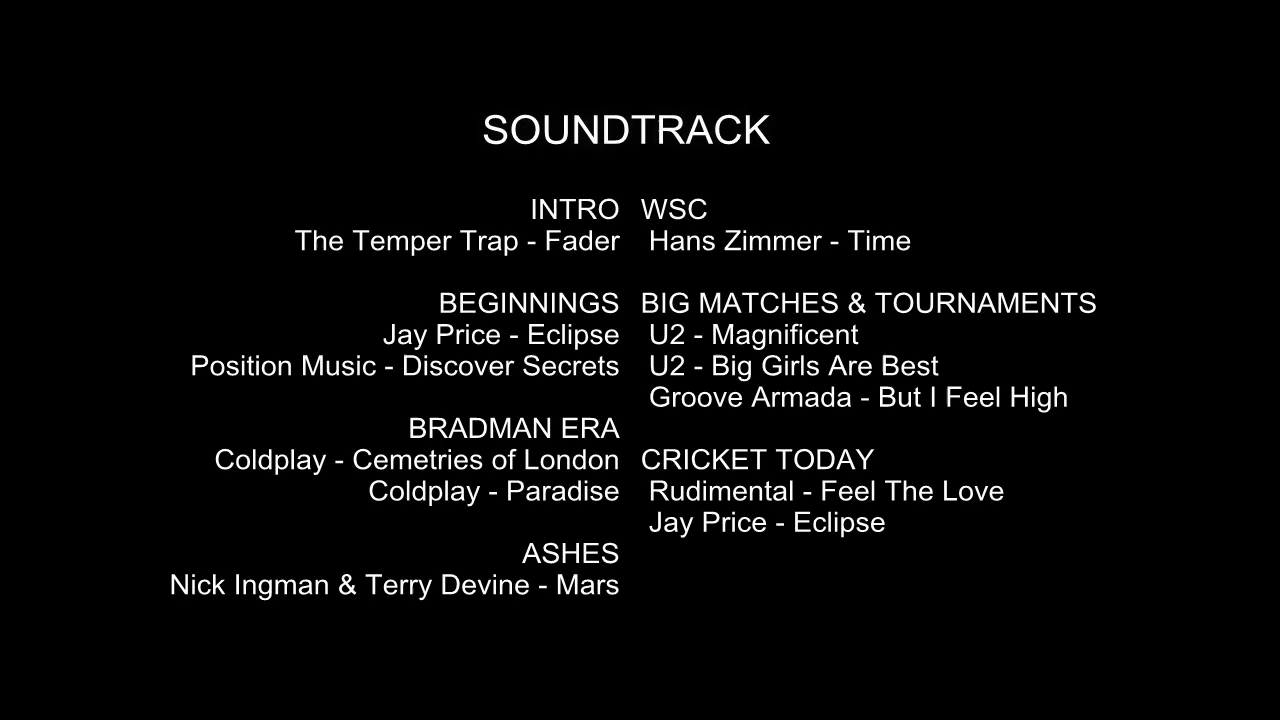 SOUNDTRACK
INTRO
The Temper Trap - Fader
BEGINNINGS
Jay Price - Eclipse
Position Music - Discover Secrets
BRADMAN ERA
Coldplay - Cemetries of London
Coldplay - Paradise
ASHES
Nick Ingman & Terry Devine - Mars
WSC
Hans Zimmer - Time
BIG MATCHES & TOURNAMENTS
U2 - Magnificent
U2 - Big Girls Are Best
Groove Armada - But I Feel High
CRICKET TODAY
Rudimental - Feel The Love
Jay Price - Eclipse